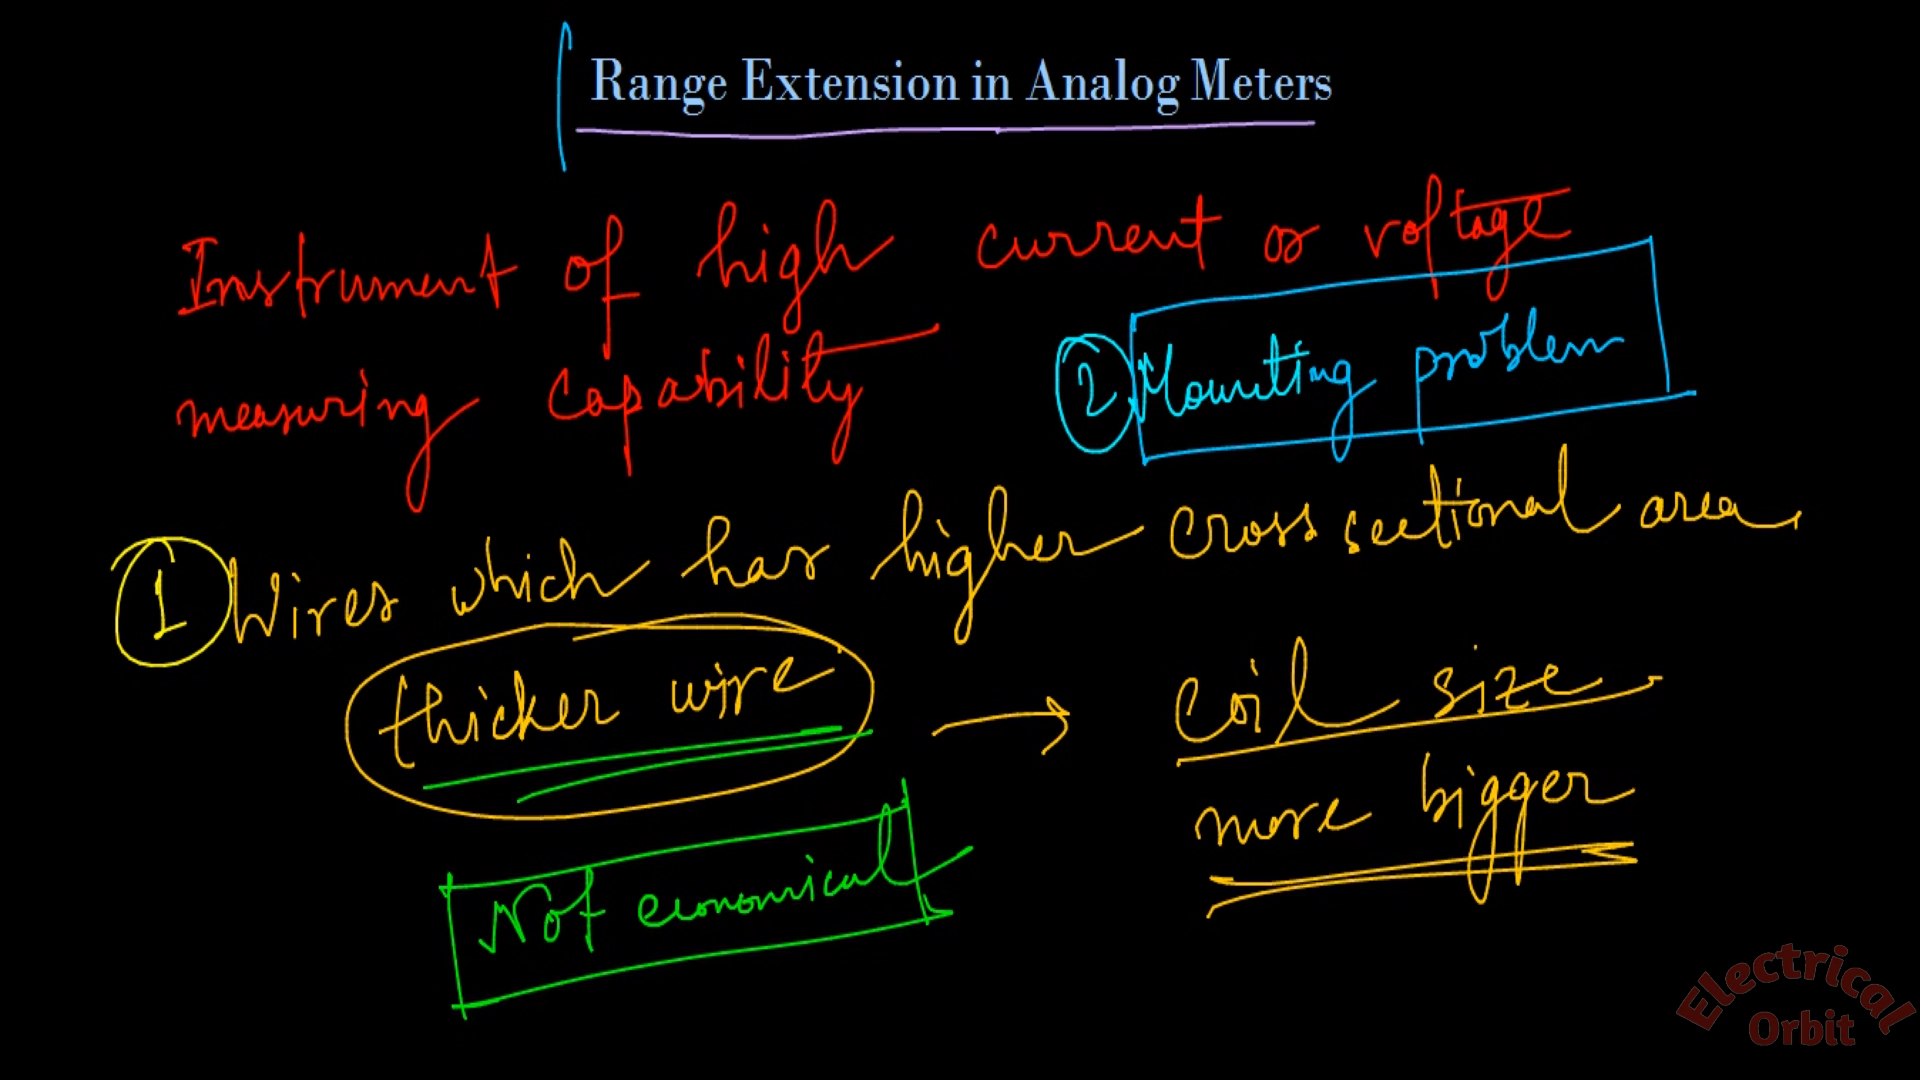 Range Extension in Analog Meters
Instrument of high current or voltage
measuring capability
2 Mounting problem
1 Wires which has higher cross sectional area
thicker wire → coil size
more bigger
Not economical
Electrical
Orbit